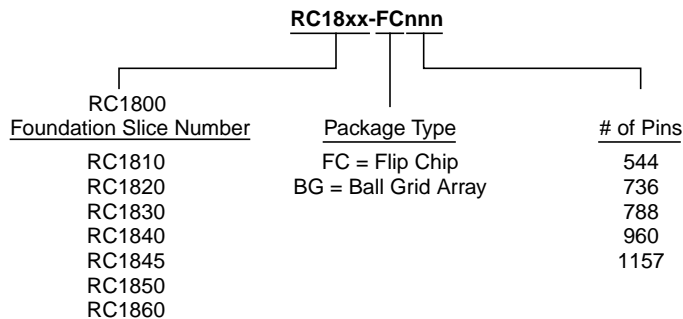 RC18xx-FCnnn
RC1800
Foundation Slice Number
RC1810
RC1820
RC1830
RC1840
RC1845
RC1850
RC1860
Package Type
FC = Flip Chip
BG = Ball Grid Array
# of Pins
544
736
788
960
1157